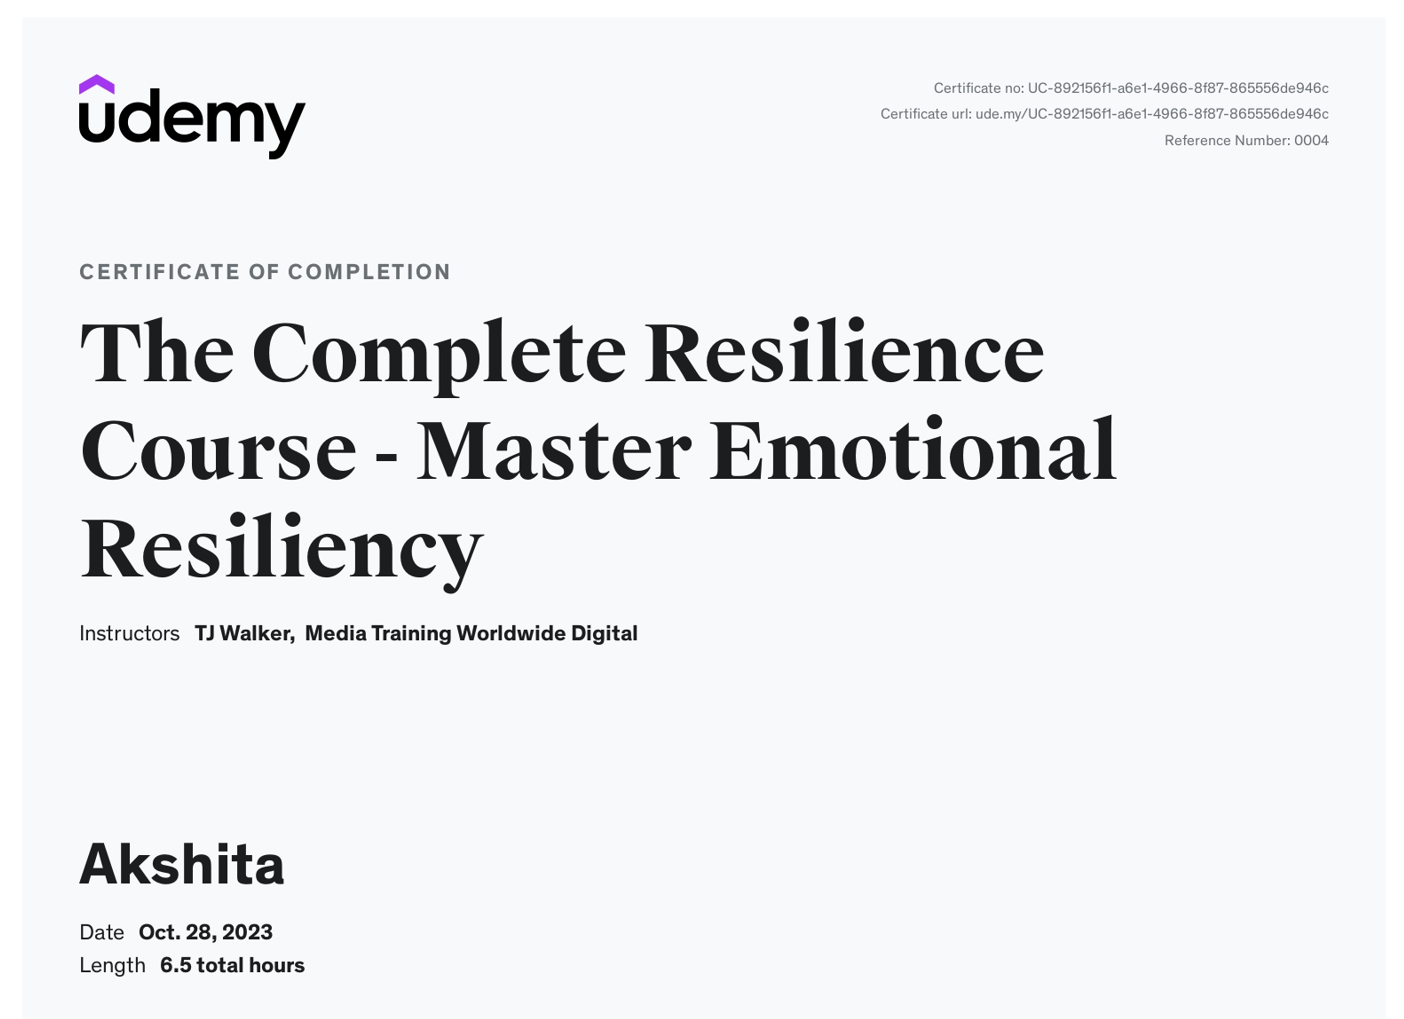 udemy
Certificate no: UC-892156f1-a6e1-4966-8f87-865556de946c
Certificate url: ude.my/UC-892156f1-a6e1-4966-8f87-865556de946c
Reference Number: 0004
CERTIFICATE OF COMPLETION
The Complete Resilience
Course - Master Emotional
Resiliency
Instructors TJ Walker, Media Training Worldwide Digital
Akshita
Date Oct. 28, 2023
Length 6.5 total hours